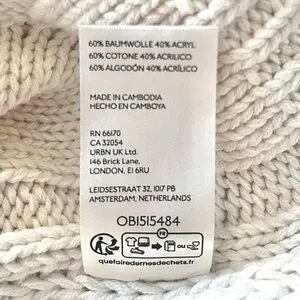 60% BAUMWOLLE 40% ACRYL
60% COTONE 40% ACRILICO
60% ALGODÓN 40% ACRÍLICO
MADE IN CAMBODIA
HECHO EN CAMBOYA
RN 66170
CA 32054
URBN UK Ltd.
146 Brick Lane,
LONDON, E1 6RU
LEIDSESTRAAT 32, 1017 PB
AMSTERDAM, NETHERLANDS
OB1515484
FR
OU
quefairedemesdechets.fr